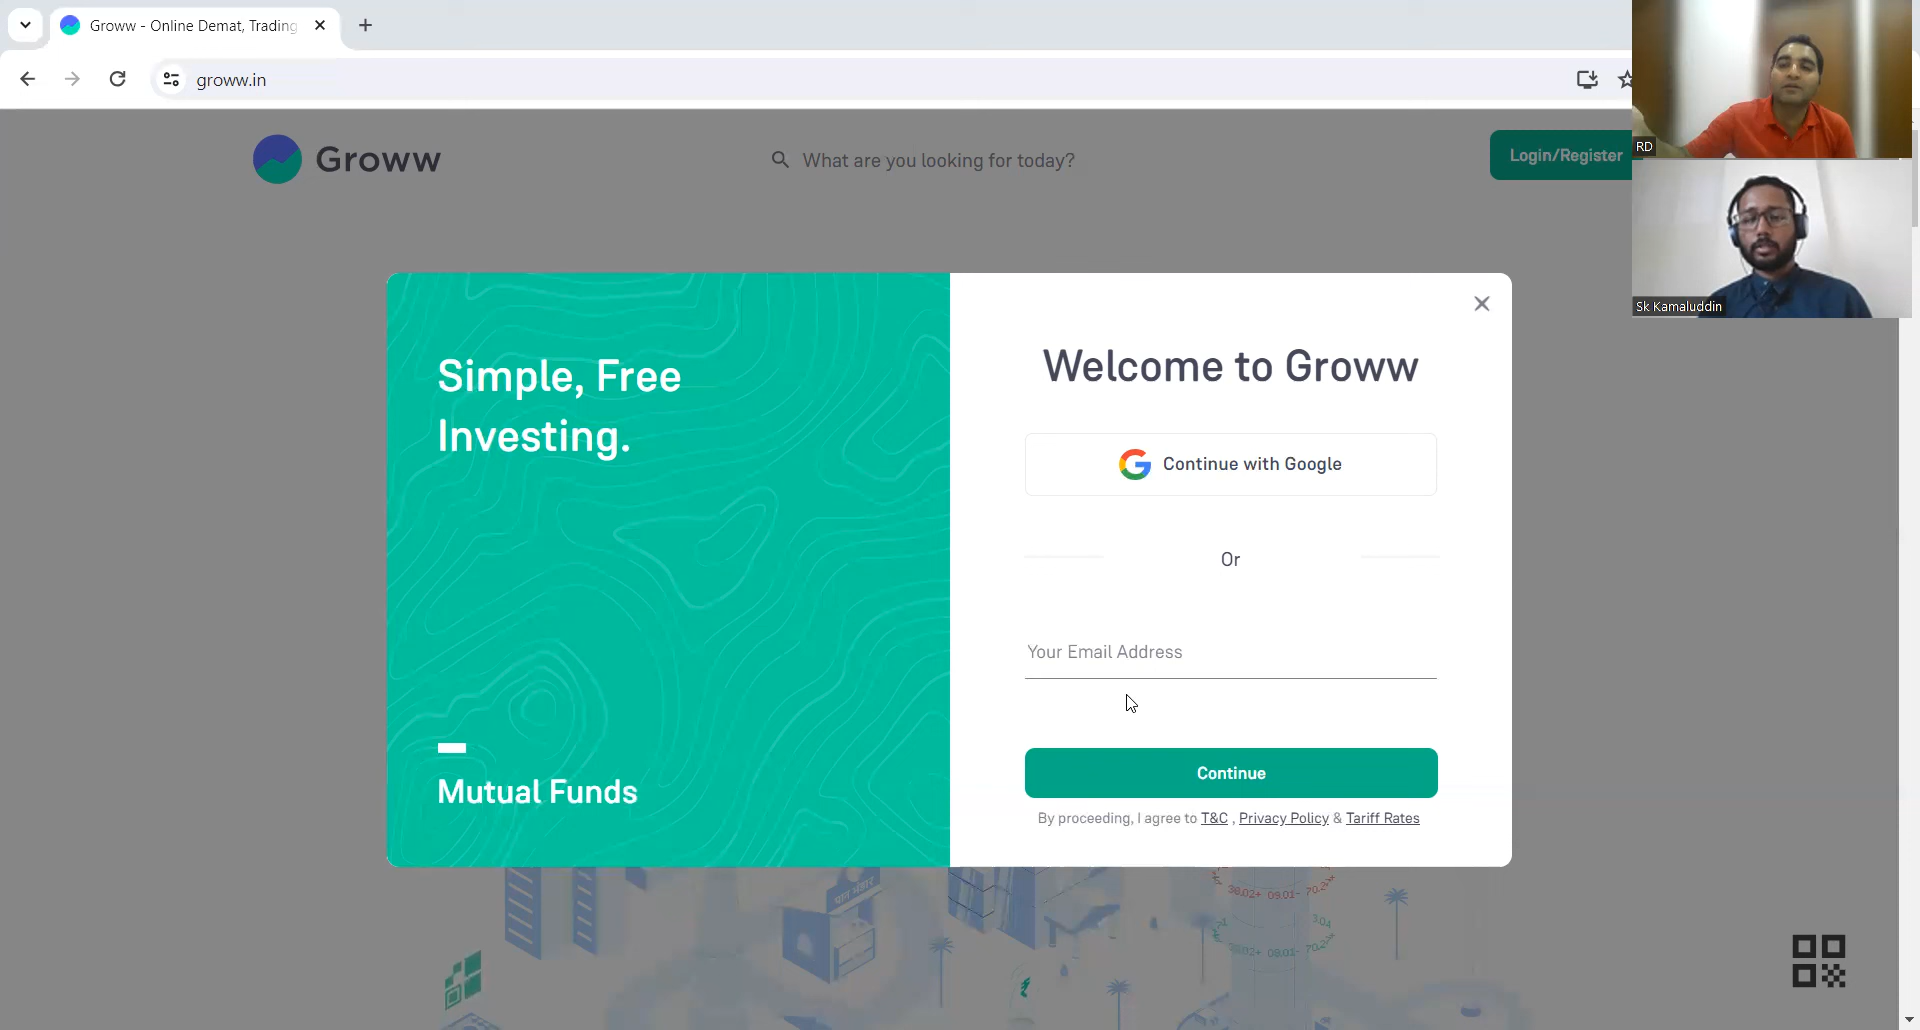 Groww - Online Demat, Trading
groww.in
RD
Groww
What are you looking for today?
Login/Register
Sk Kamaluddin
Simple, Free
Investing.
Welcome to Groww
Continue with Google
Or
Your Email Address
Mutual Funds
Continue
By proceeding, I agree to T&C , Privacy Policy & Tariff Rates